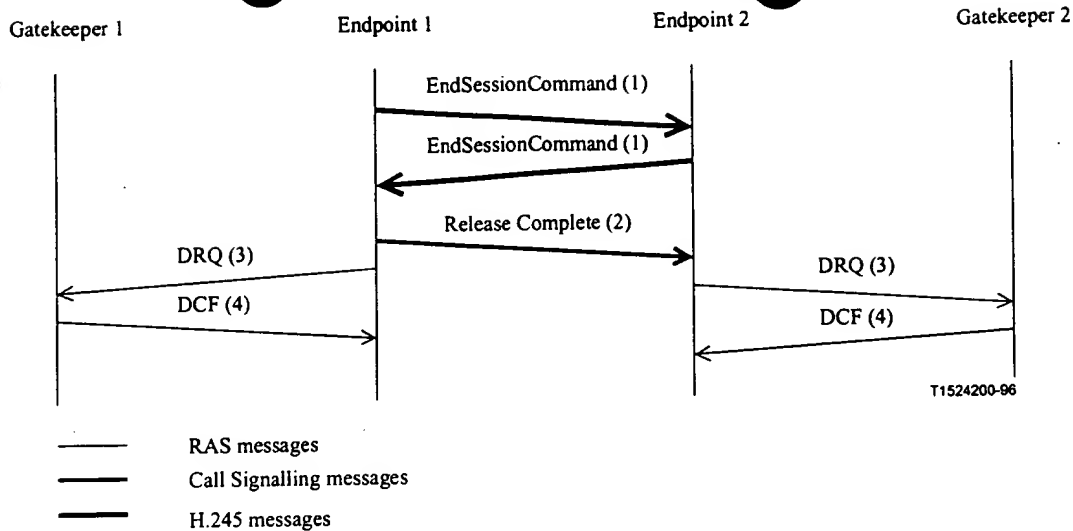 Gatekeeper 1
Endpoint 1
Endpoint 2
Gatekeeper 2
EndSessionCommand (1)
EndSessionCommand (1)
Release Complete (2)
DRQ (3)
DRQ (3)
DCF (4)
DCF (4)
T1524200-96
RAS messages
Call Signalling messages
H.245 messages